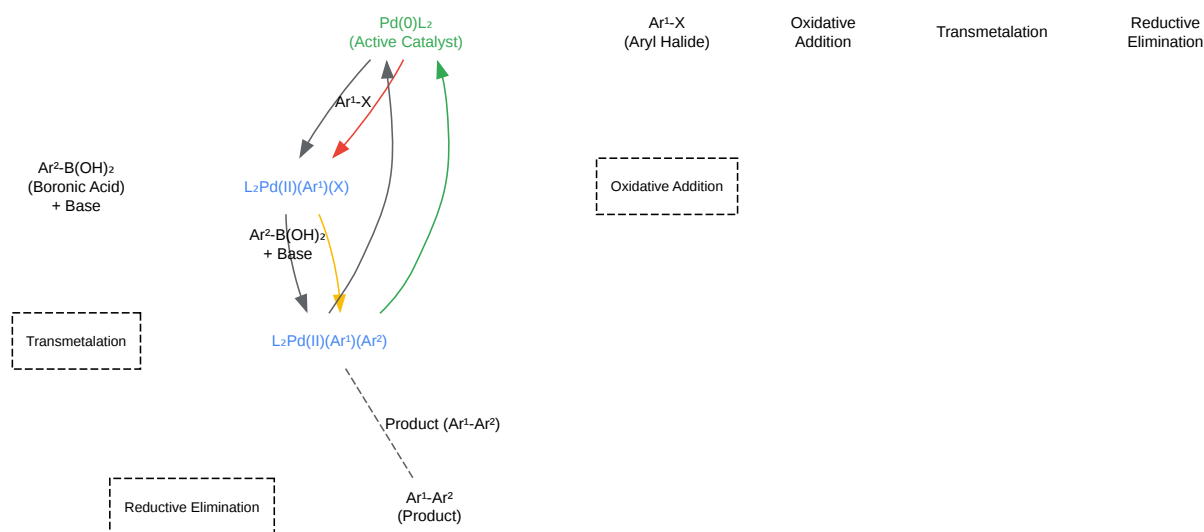 Pd(0)L₂
(Active Catalyst)
Ar¹-X
(Aryl Halide)
Oxidative
Addition
Transmetalation
Reductive
Elimination
Ar¹-X
Ar²-B(OH)₂
(Boronic Acid)
+ Base
L₂Pd(II)(Ar¹)(X)
Oxidative Addition
Ar²-B(OH)₂
+ Base
Transmetalation
L₂Pd(II)(Ar¹)(Ar²)
Product (Ar¹-Ar²)
Reductive Elimination
Ar¹-Ar²
(Product)